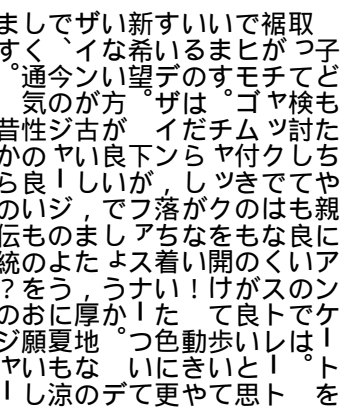 子どもたちや親にアンケートを
取って検討しても良いのでは。
裾がチャックではなくストレート
でヒモゴム付きのものが良いと思
います。チャックを開けて歩いて
いるのはだらしがない！　動きや
すいデザイン，落ち着いた色に更
新希望。　下がファスナーついて
いない方が良いでしょうか。　デ
ザインが古いし，また，厚地なの
で、今のジャージのように夏も涼
しく通気性の良いものをお願いし
ます。　昔からの伝統？のジャー